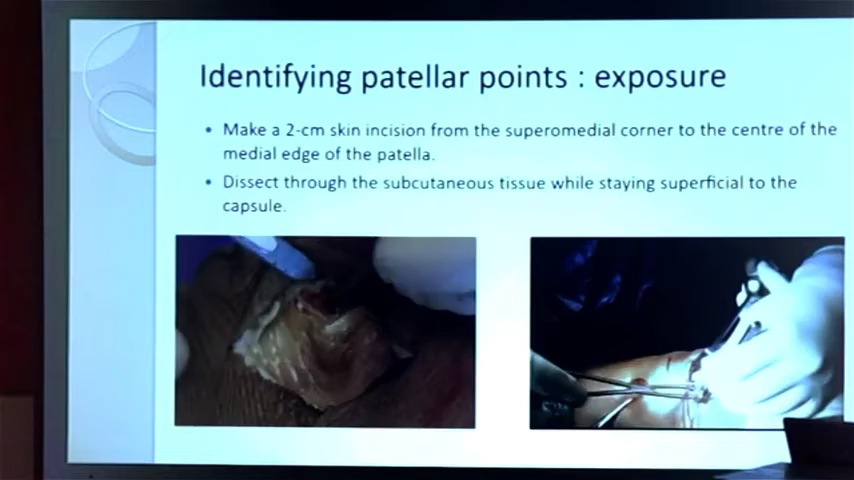 Identifying patellar points : exposure
• Make a 2-cm skin incision from the superomedial corner to the centre of the
medial edge of the patella.
• Dissect through the subcutaneous tissue while staying superficial to the
capsule.